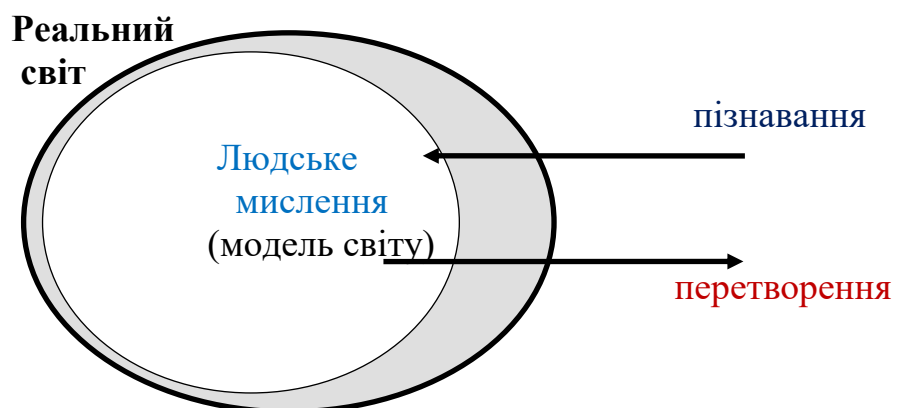 Реальний
світ
пізнавання
Людське
мислення
(модель світу)
перетворення